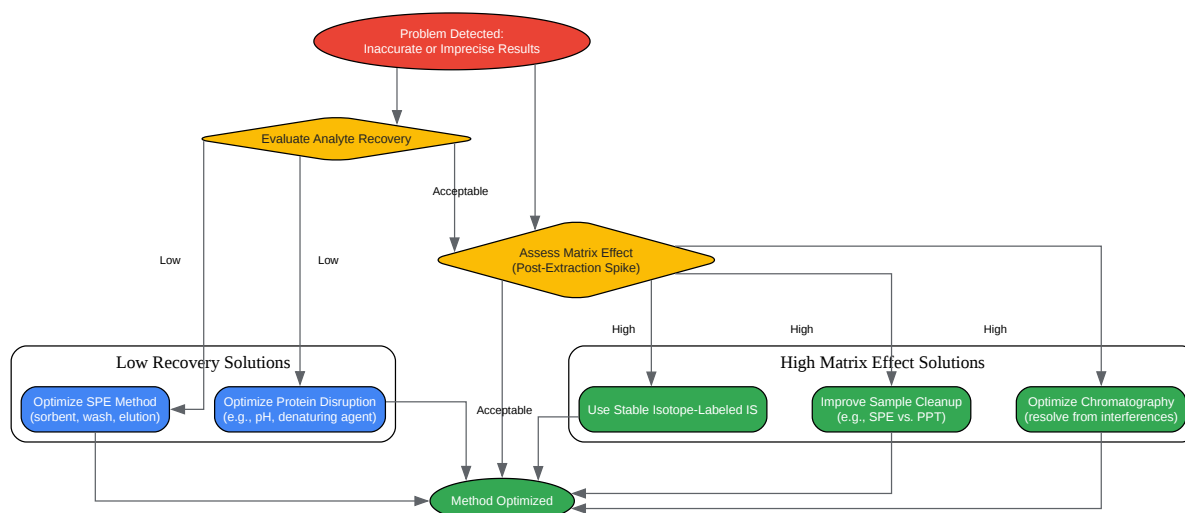 Problem Detected:
Inaccurate or Imprecise Results
Evaluate Analyte Recovery
Acceptable
Assess Matrix Effect
(Post-Extraction Spike)
Low
Low
High
High
High
Low Recovery Solutions
High Matrix Effect Solutions
Optimize SPE Method
(sorbent, wash, elution)
Optimize Protein Disruption
(e.g., pH, denaturing agent)
Acceptable
Use Stable Isotope-Labeled IS
Improve Sample Cleanup
(e.g., SPE vs. PPT)
Optimize Chromatography
(resolve from interferences)
Method Optimized